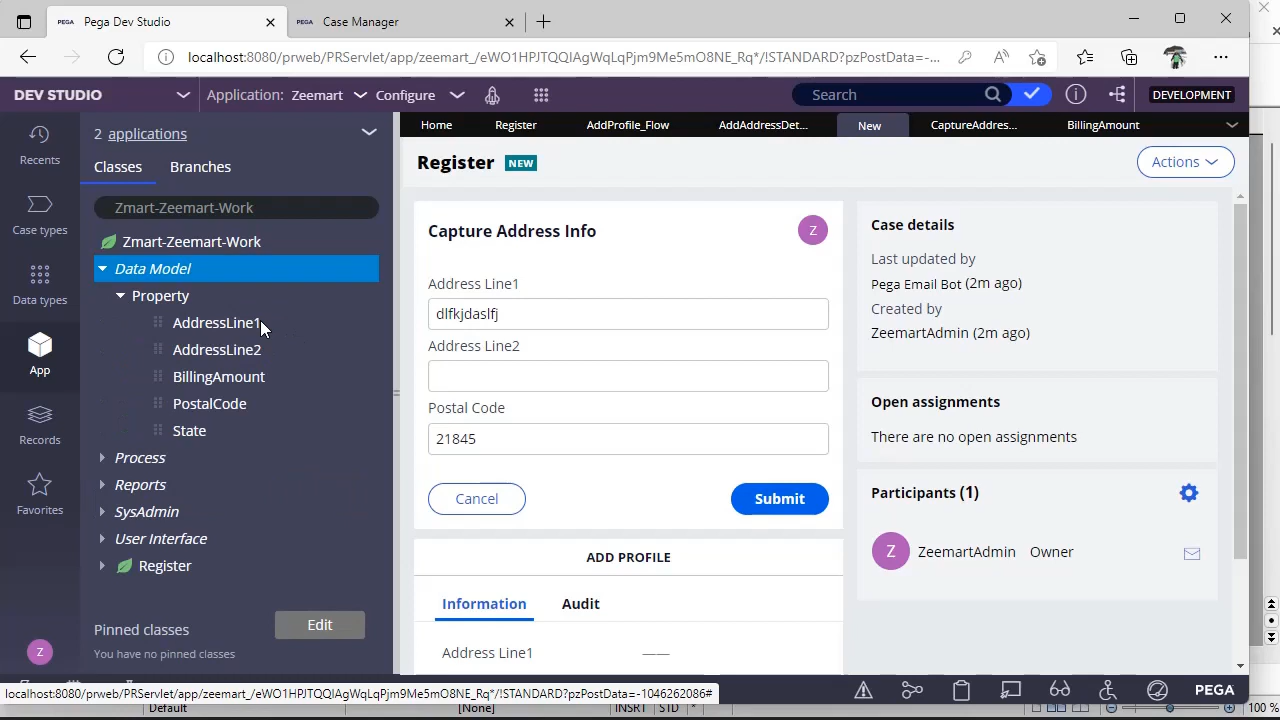 PEGA Pega Dev Studio
PEGA Case Manager
localhost:8080/prweb/PRServlet/app/zeemart_/eWO1HPJTQQIAgWqLqPjm9Me5mO8NE_Rq*/!STANDARD?pzPostData=-...
DEV STUDIO
Application: Zeemart
Configure
Search
DEVELOPMENT
Recents
Case types
Data types
App
Records
Favorites
Z
2 applications
Classes
Branches
Zmart-Zeemart-Work
Zmart-Zeemart-Work
Data Model
Property
AddressLine1
AddressLine2
BillingAmount
PostalCode
State
Process
Reports
SysAdmin
User Interface
Register
Pinned classes
Edit
You have no pinned classes
Home
Register
AddProfile_Flow
AddAddressDet...
New
CaptureAddres...
BillingAmount
Register NEW
Actions
Capture Address Info
Z
Address Line1
dlfkjdaslfj
Address Line2
Postal Code
21845
Cancel
Submit
ADD PROFILE
Information
Audit
Address Line1
——
Case details
Last updated by
Pega Email Bot (2m ago)
Created by
ZeemartAdmin (2m ago)
Open assignments
There are no open assignments
Participants (1)
Z
ZeemartAdmin
Owner
localhost:8080/prweb/PRServlet/app/zeemart_/eWO1HPJTQQIAgWqLqPjm9Me5mO8NE_Rq*/!STANDARD?pzPostData=-1046262086#
PEGA
Default
[None]
INSRT
STD
*
100 %